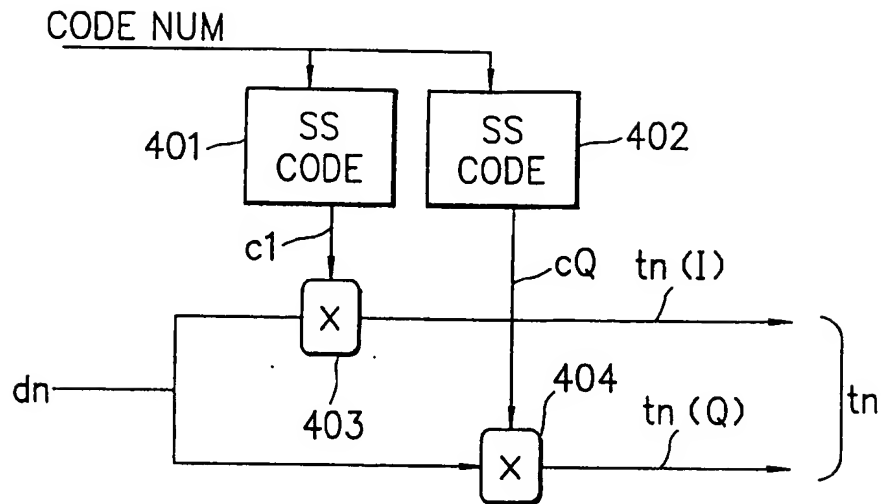 CODE NUM
SS
CODE
401
SS
CODE
402
c1
cQ
tn (I)
X
403
dn
404
tn (Q)
X
tn